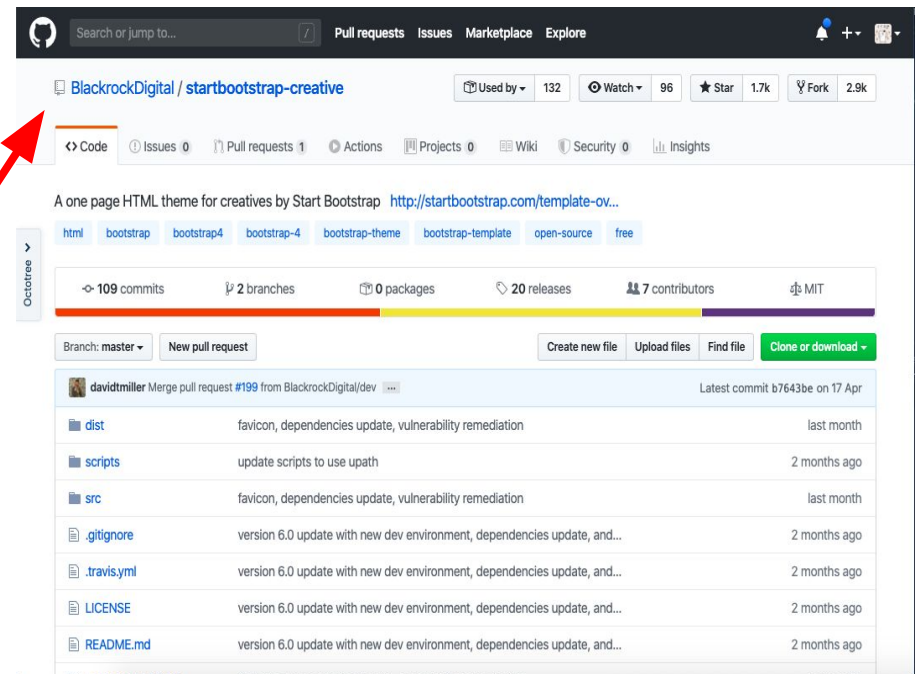 Search or jump to... / Pull requests Issues Marketplace Explore
BlackrockDigital / startbootstrap-creative Used by 132 Watch 96 Star 1.7k Fork 2.9k
Code Issues 0 Pull requests 1 Actions Projects 0 Wiki Security 0 Insights
A one page HTML theme for creatives by Start Bootstrap http://startbootstrap.com/template-ov...
html bootstrap bootstrap4 bootstrap-4 bootstrap-theme bootstrap-template open-source free
Octotree
109 commits 2 branches 0 packages 20 releases 7 contributors MIT
Branch: master New pull request Create new file Upload files Find file Clone or download
davidtmiller Merge pull request #199 from BlackrockDigital/dev ... Latest commit b7643be on 17 Apr
dist favicon, dependencies update, vulnerability remediation last month
scripts update scripts to use upath 2 months ago
src favicon, dependencies update, vulnerability remediation last month
.gitignore version 6.0 update with new dev environment, dependencies update, and... 2 months ago
.travis.yml version 6.0 update with new dev environment, dependencies update, and... 2 months ago
LICENSE version 6.0 update with new dev environment, dependencies update, and... 2 months ago
README.md version 6.0 update with new dev environment, dependencies update, and... 2 months ago